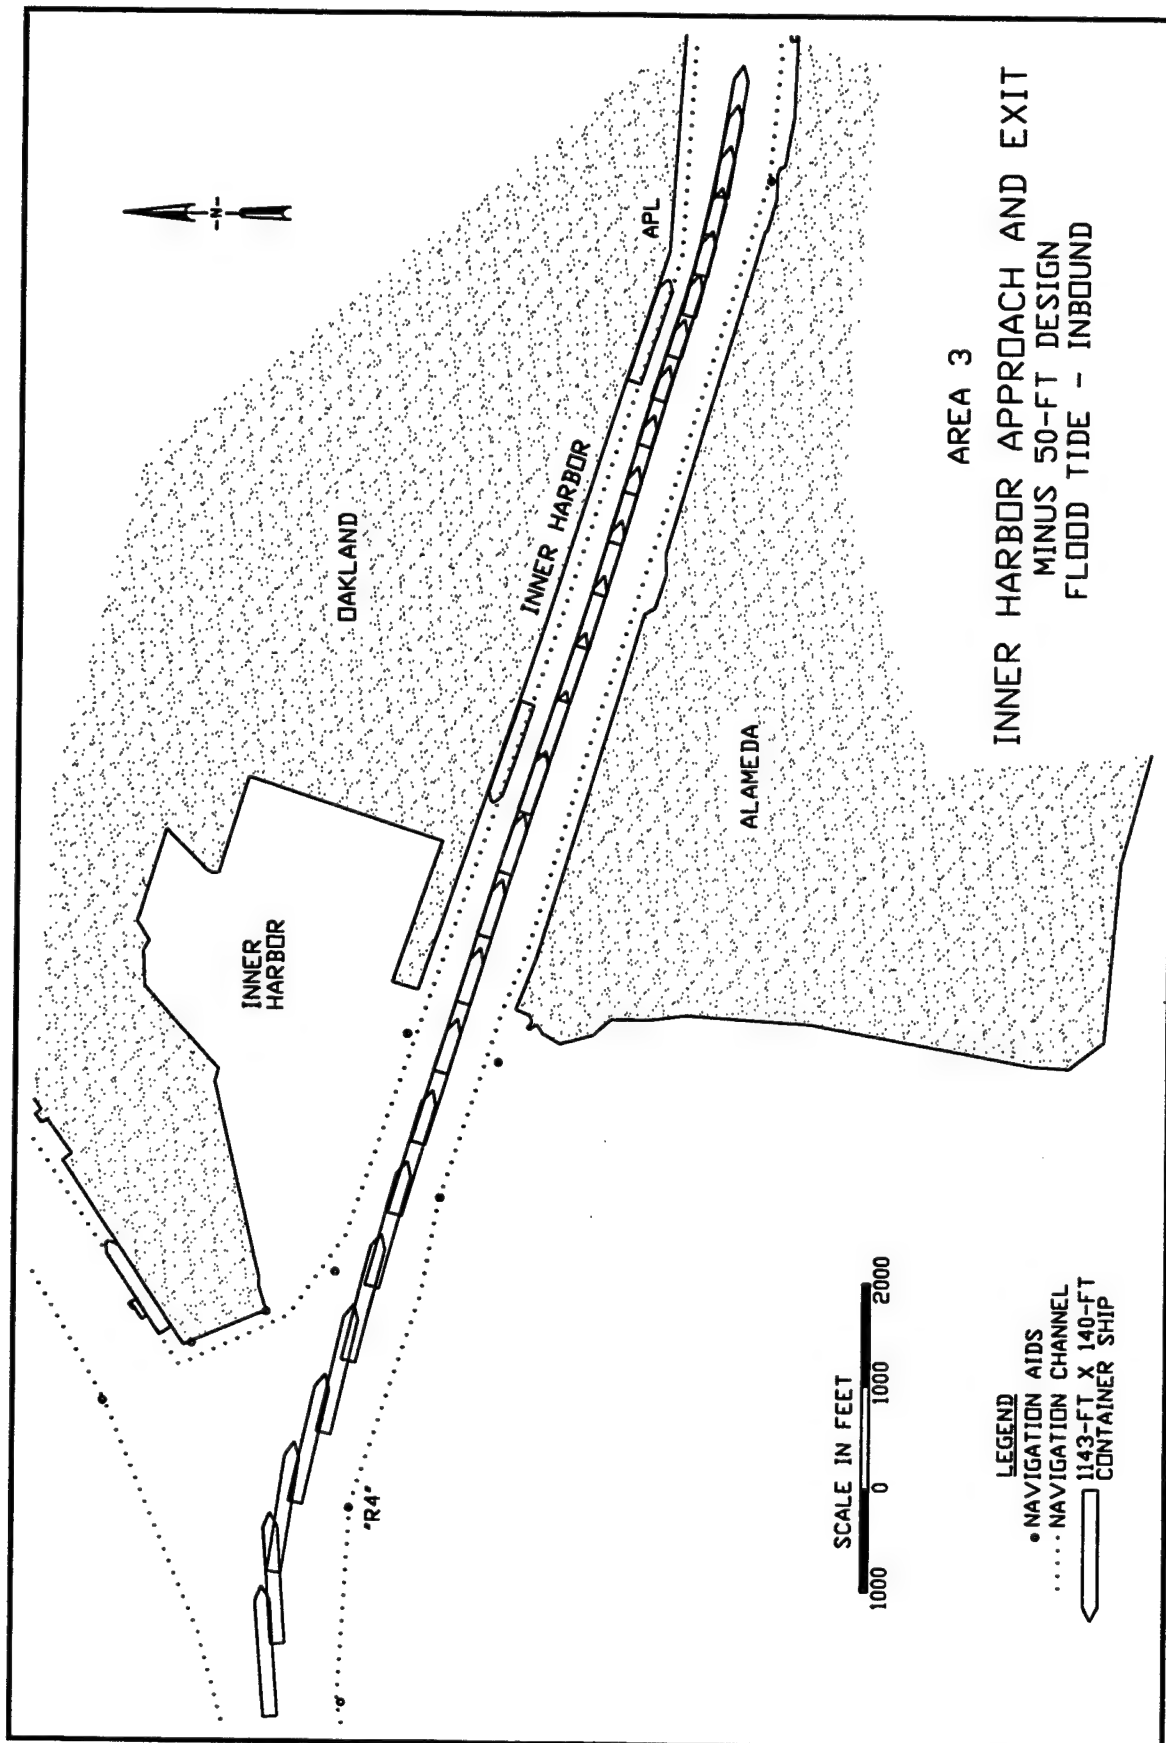 -N-
OAKLAND
INNER HARBOR
APL
INNER
HARBOR
ALAMEDA
"R4"
SCALE IN FEET
1000 0 1000 2000
LEGEND
NAVIGATION AIDS
NAVIGATION CHANNEL
1143-FT X 140-FT
CONTAINER SHIP
AREA 3
INNER HARBOR APPROACH AND EXIT
MINUS 50-FT DESIGN
FLOOD TIDE - INBOUND